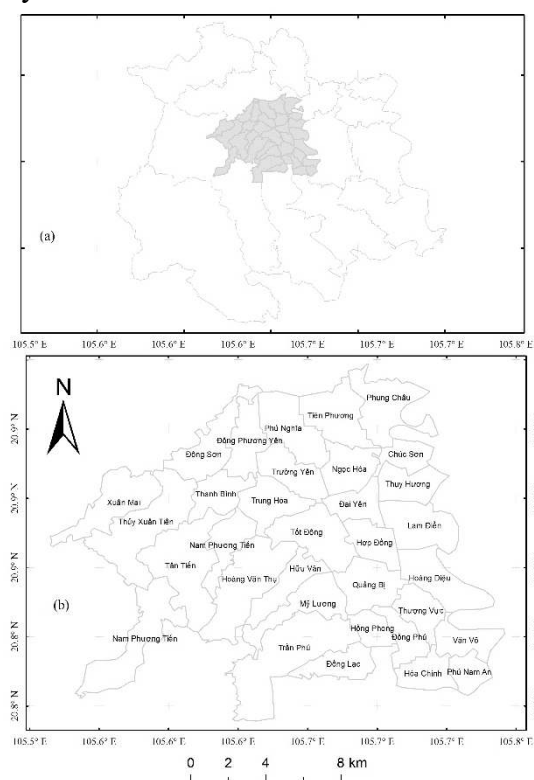 (a)
105.5° E 105.6° E 105.6° E 105.7° E 105.7° E 105.7° E 105.8° E
N
20.9° N
20.9° N
20.9° N
20.8° N
20.8° N
Phụng Châu
Tiên Phương
Phú Nghĩa
Đông Phương Yên
Đông Sơn
Chúc Sơn
Trường Yên
Ngọc Hòa
Thụy Hương
Thanh Bình
Trung Hòa
Xuân Mai
Đại Yên
Thủy Xuân Tiên
Lam Điền
Tốt Động
Nam Phương Tiến
Hợp Đồng
Tân Tiến
Hữu Văn
Hoàng Văn Thụ
Quảng Bị
Hoàng Diệu
(b)
Mỹ Lương
Thượng Vực
Hồng Phong
Nam Phương Tiến
Đồng Phú
Văn Võ
Trần Phú
Đồng Lạc
Hòa Chính
Phú Nam An
105.5° E 105.6° E 105.6° E 105.6° E 105.7° E 105.7° E 105.7° E 105.8° E
0 2 4 8 km